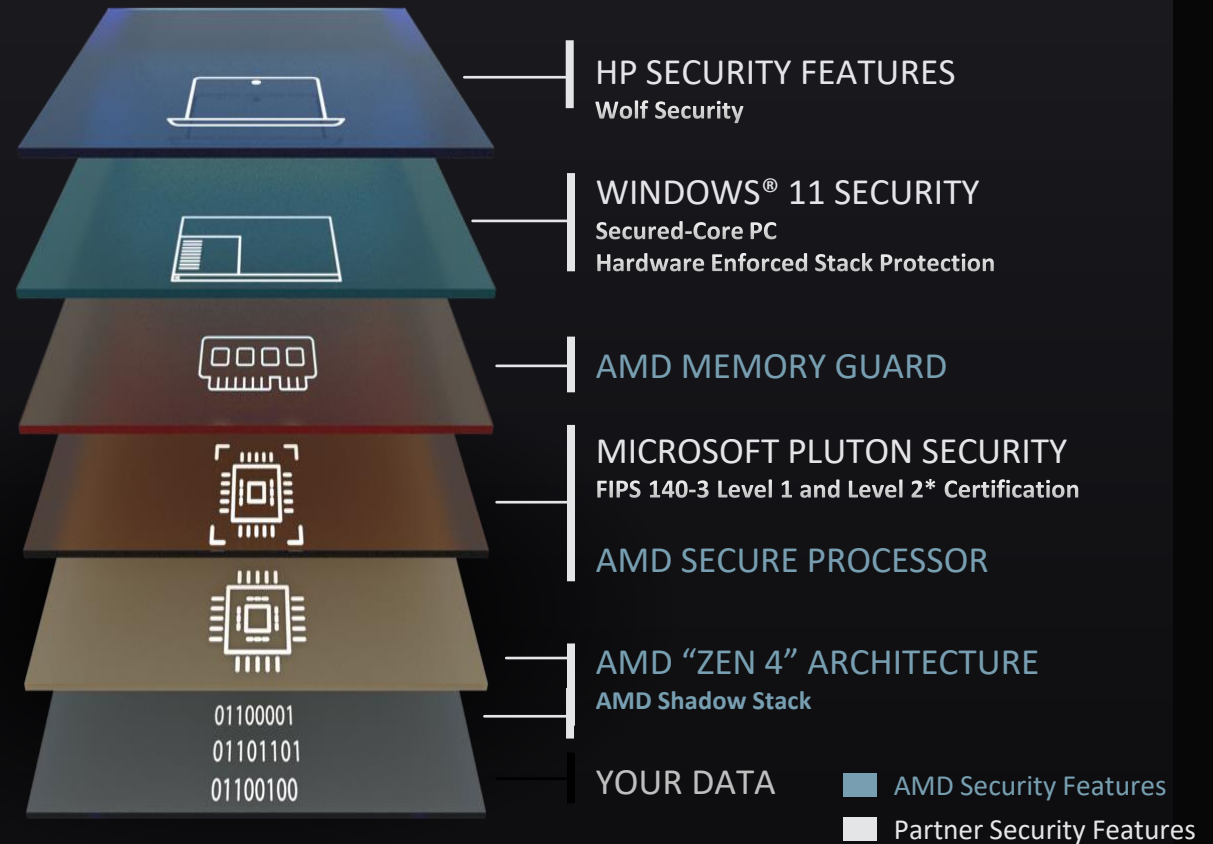 HP SECURITY FEATURES
Wolf Security
WINDOWS® 11 SECURITY
Secured-Core PC
Hardware Enforced Stack Protection
AMD MEMORY GUARD
MICROSOFT PLUTON SECURITY
FIPS 140-3 Level 1 and Level 2* Certification
AMD SECURE PROCESSOR
AMD “ZEN 4” ARCHITECTURE
AMD Shadow Stack
01100001
01101101
01100100
YOUR DATA
AMD Security Features
Partner Security Features